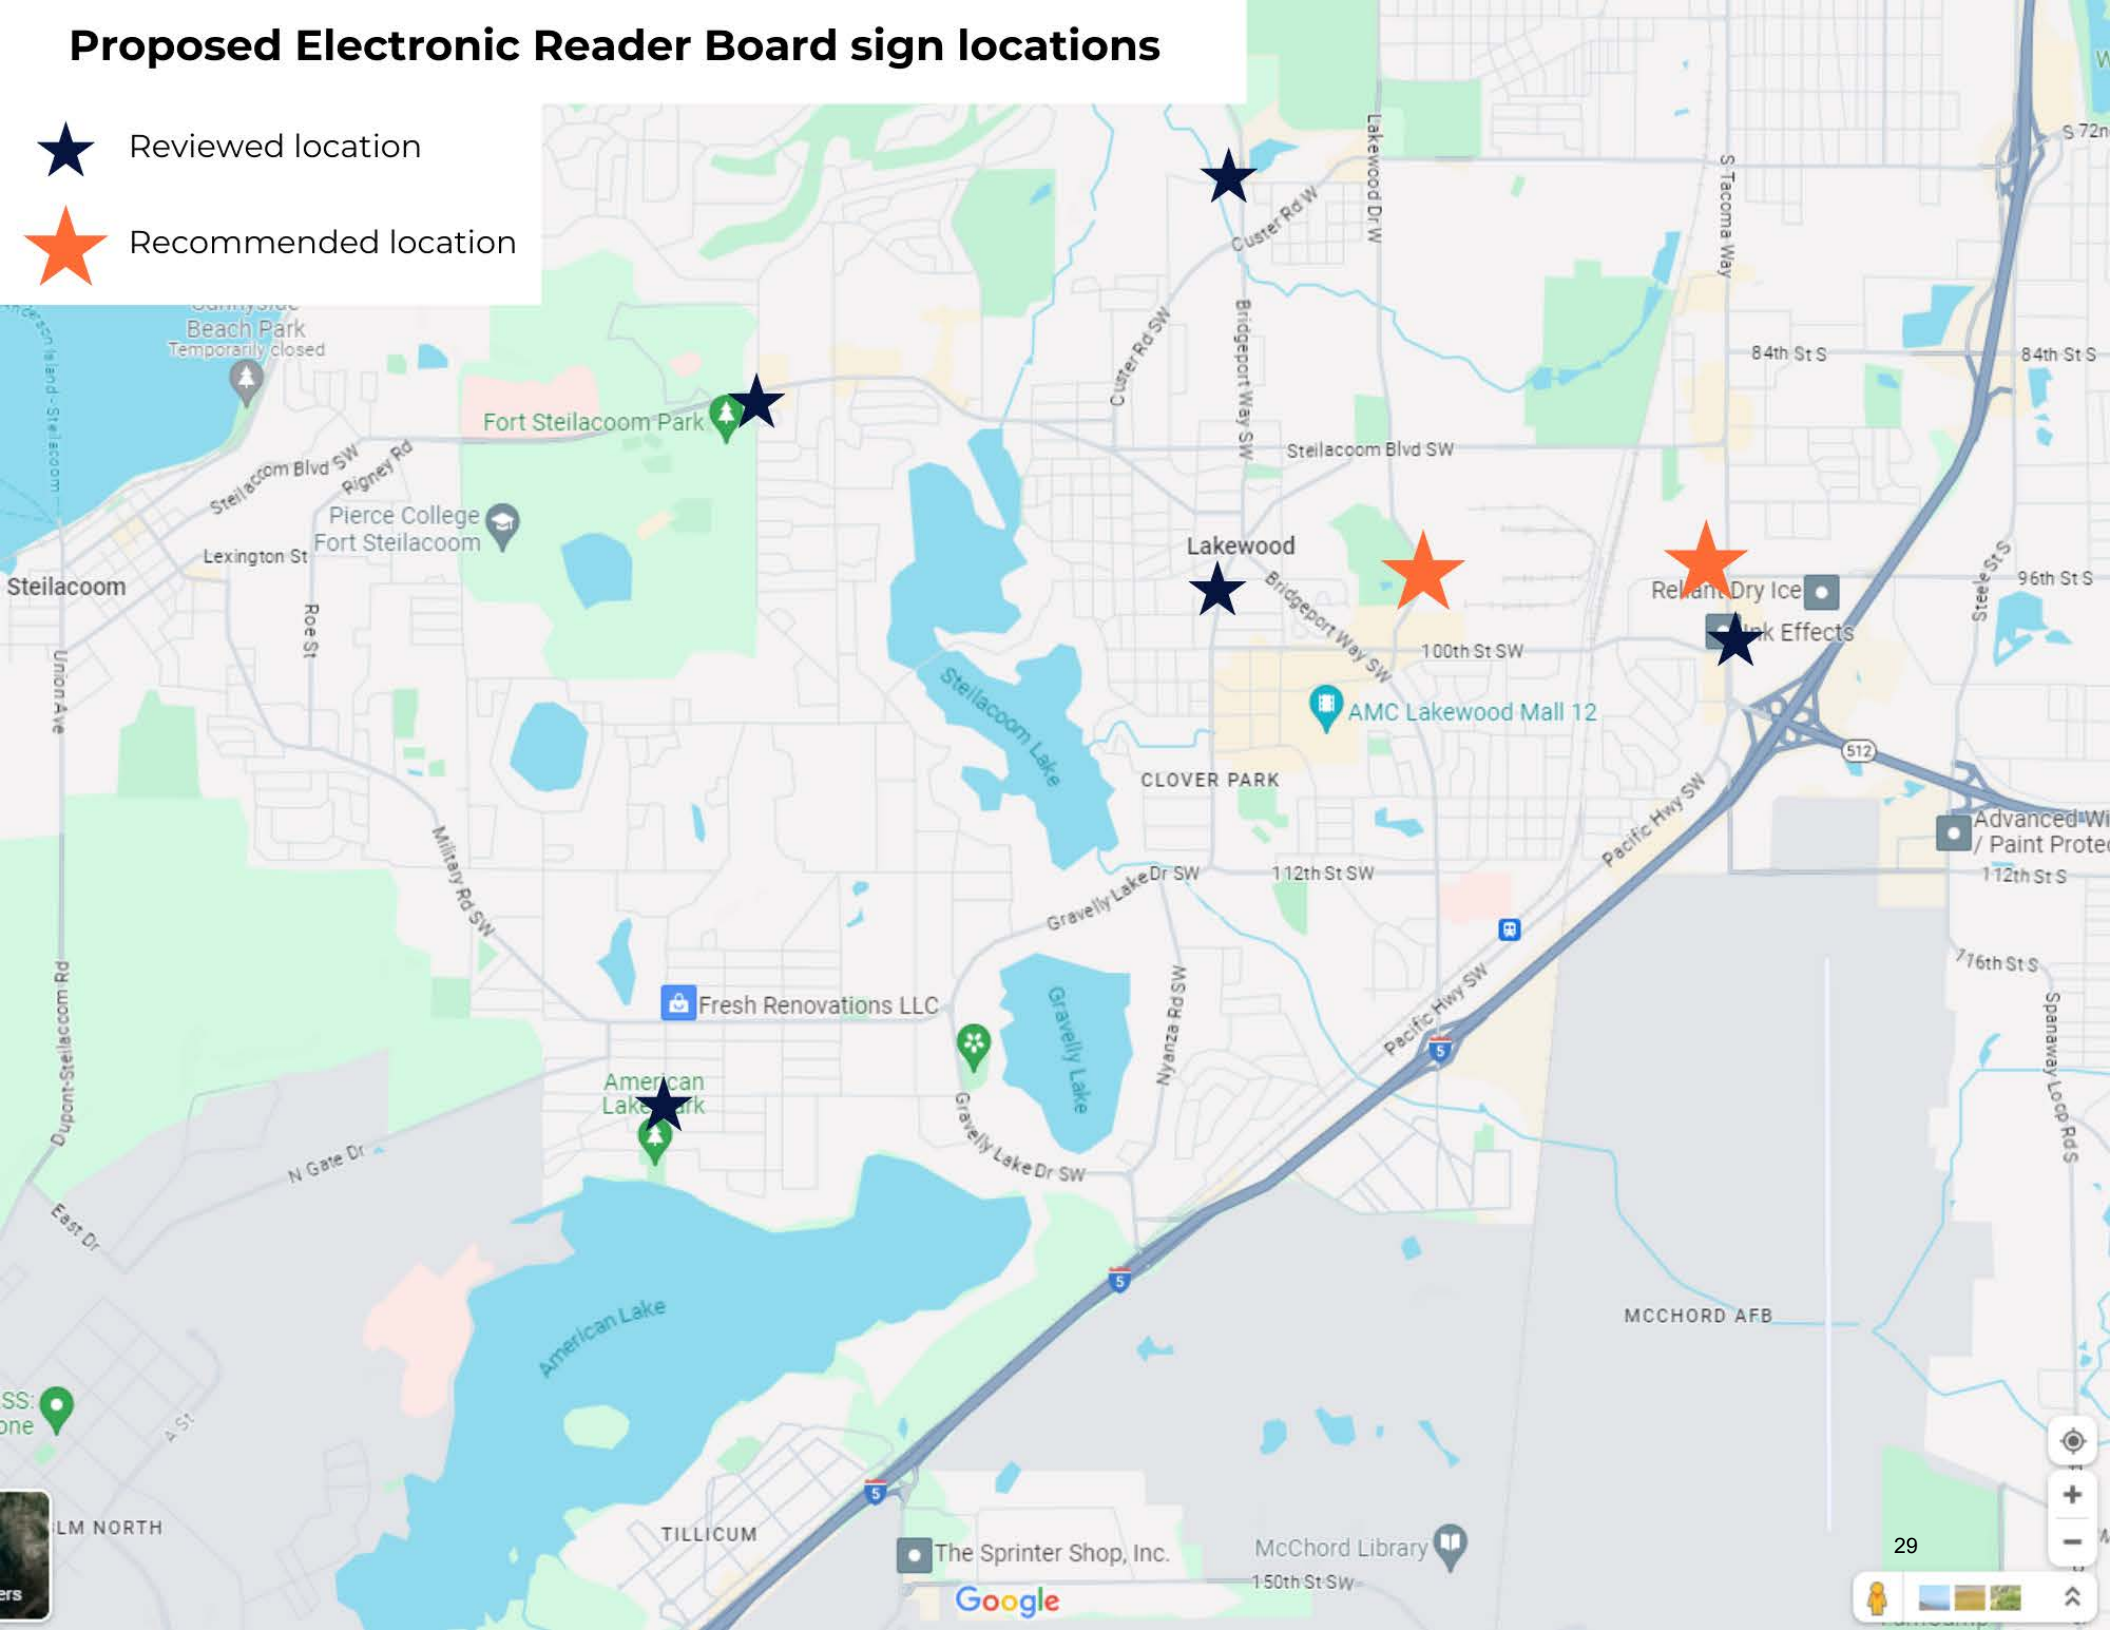 Proposed Electronic Reader Board sign locations
Reviewed location
Recommended location
Beach Park
Temporarily closed
Lakewood Dr W
S Tacoma Way
S 72n
Custer Rd W
Custer Rd SW
Bridgeport Way SW
84th St S
84th St S
Fort Steilacoom Park
Steilacoom Blvd SW
Steilacoom Blvd SW
Rigney Rd
Pierce College
Fort Steilacoom
Lexington St
Steilacoom
Roe St
Union Ave
Lakewood
Bridgeport Way SW
Dry Ice
Ink Effects
96th St S
Steele St S
100th St SW
AMC Lakewood Mall 12
Steilacoom Lake
CLOVER PARK
512
Pacific Hwy SW
Advanced Wi
/ Paint Prote
112th St S
112th St SW
Gravelly Lake Dr SW
Military Rd SW
Dupont-Steilacoom Rd
116th St S
Spanaway Loop Rd S
Fresh Renovations LLC
Gravelly Lake
Nyanza Rd SW
Pacific Hwy SW
5
American
Lake Park
Gravelly Lake Dr SW
N Gate Dr
East Dr
5
American Lake
MCCHORD AFB
A St
SS:
one
5
LM NORTH
TILLICUM
The Sprinter Shop, Inc.
McChord Library
150th St SW
29
ers
Google